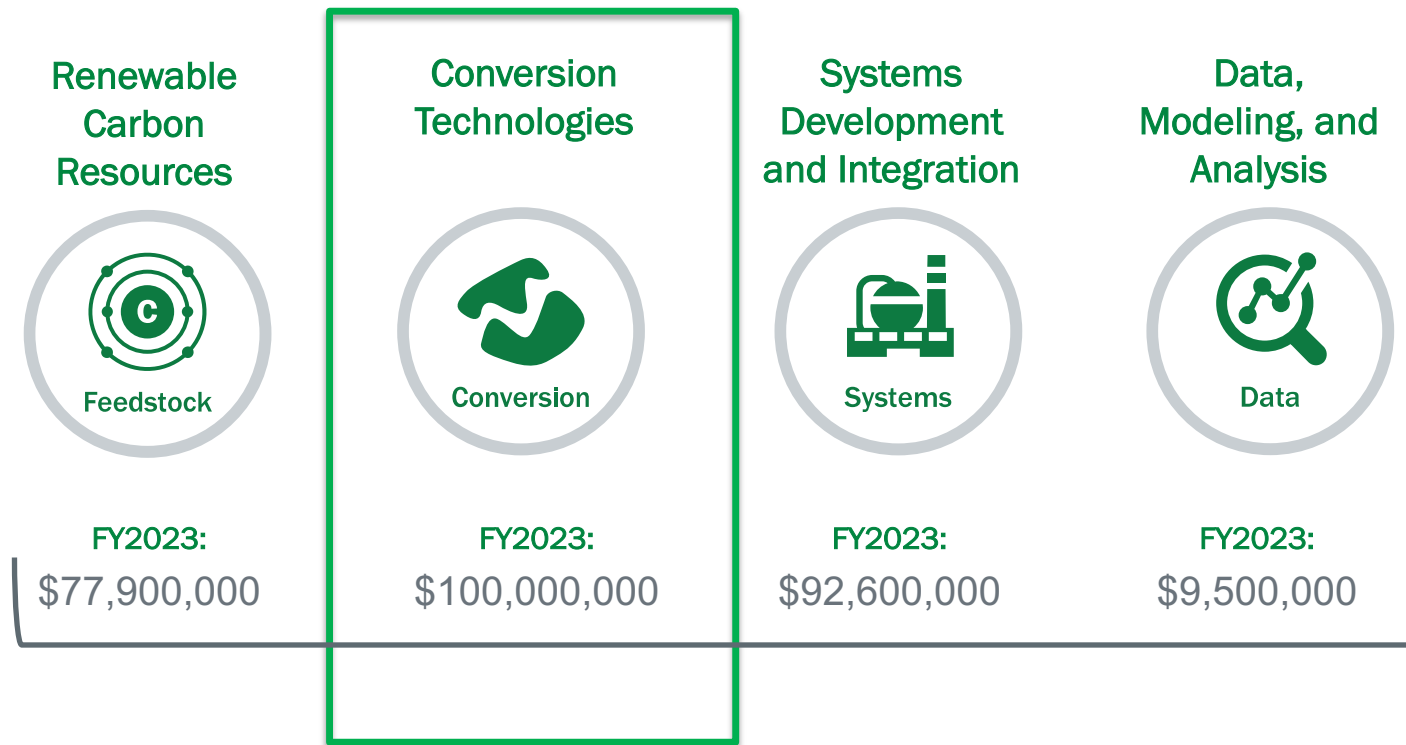 Renewable
Carbon
Resources
C
Feedstock
FY2023:
$77,900,000
Conversion
Technologies
Conversion
FY2023:
$100,000,000
Systems
Development
and Integration
Systems
FY2023:
$92,600,000
Data,
Modeling, and
Analysis
Data
FY2023:
$9,500,000